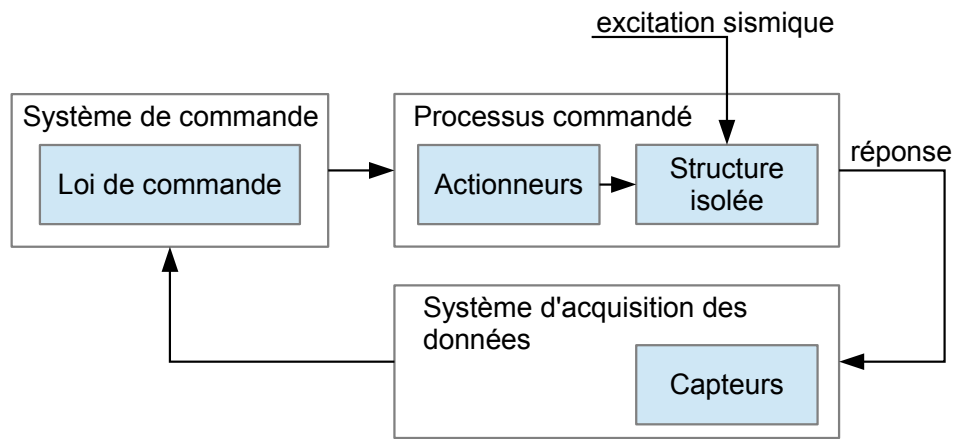 excitation sismique
Système de commande
Loi de commande
Processus commandé
Actionneurs
Structure
isolée
réponse
Système d'acquisition des
données
Capteurs